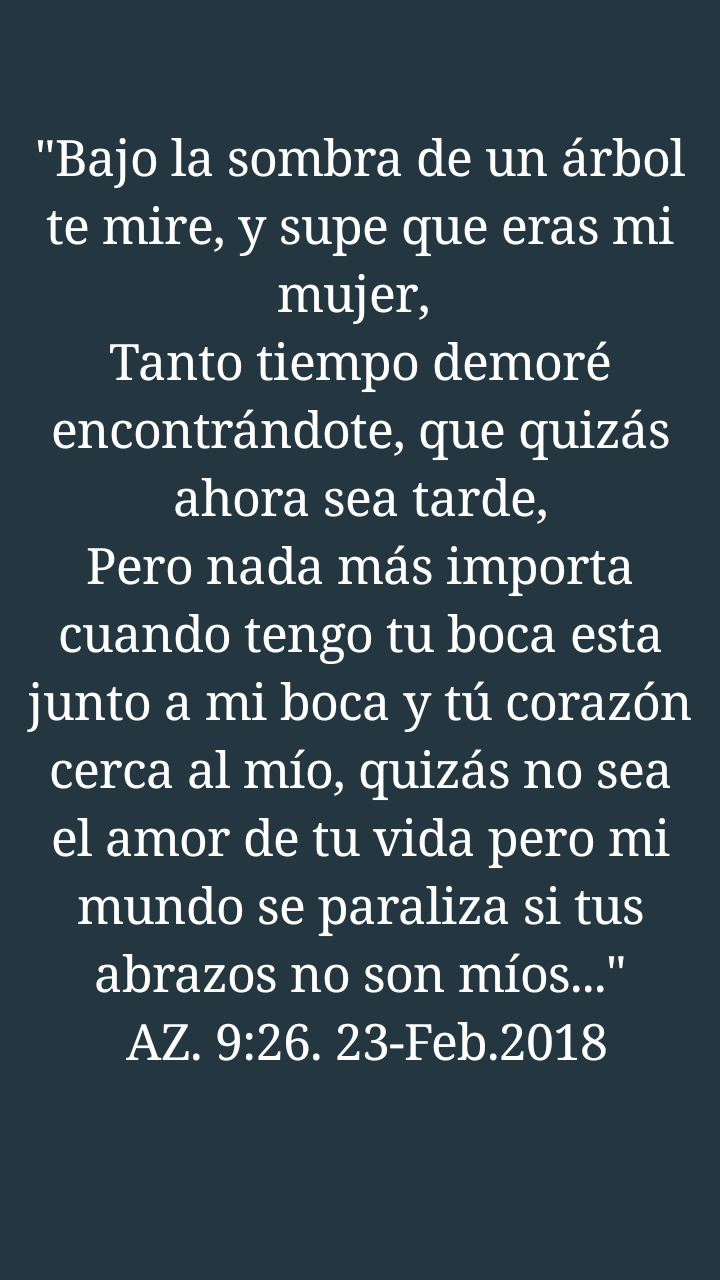 "Bajo la sombra de un árbol
te mire, y supe que eras mi
mujer,
Tanto tiempo demoré
encontrándote, que quizás
ahora sea tarde,
Pero nada más importa
cuando tengo tu boca esta
junto a mi boca y tú corazón
cerca al mío, quizás no sea
el amor de tu vida pero mi
mundo se paraliza si tus
abrazos no son míos..."
AZ. 9:26. 23-Feb.2018